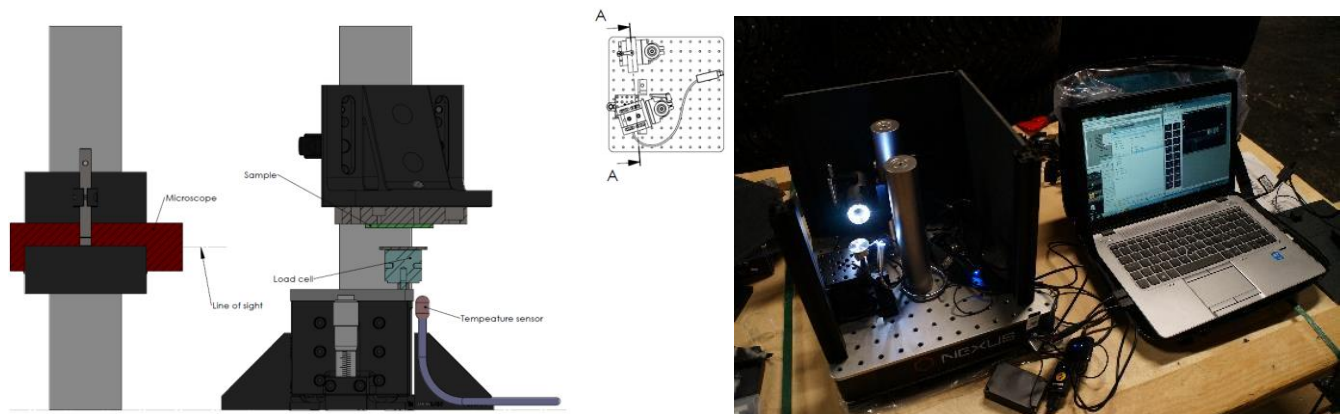 A
Sample
Microscope
A
Load cell
Line of sight
Tempeature sensor
NEXUS